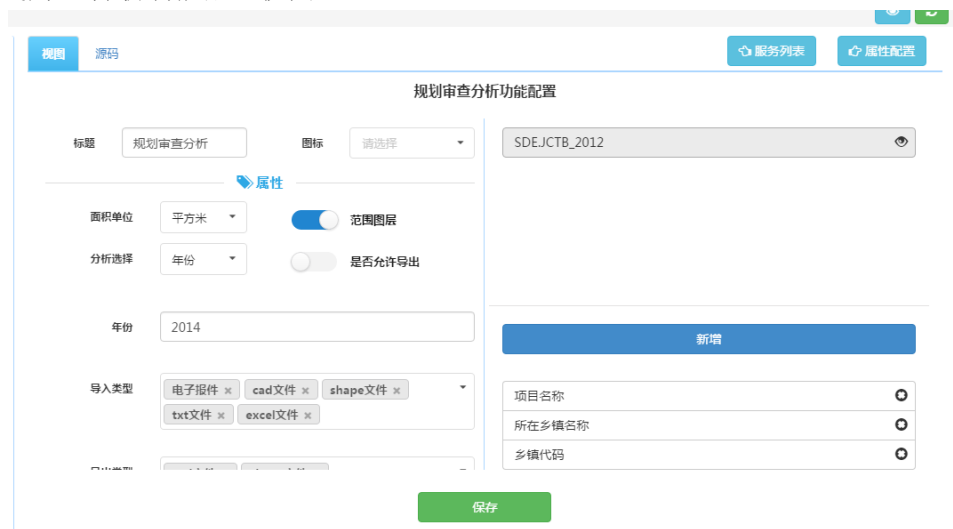 视图
源码
服务列表
属性配置
规划审查分析功能配置
标题
规划审查分析
图标
请选择
属性
面积单位
平方米
范围图层
分析选择
年份
是否允许导出
年份
2014
导入类型
电子报件 ×
cad文件 ×
shape文件 ×
txt文件 ×
excel文件 ×
SDE.JCTB_2012
新增
项目名称
所在乡镇名称
乡镇代码
保存